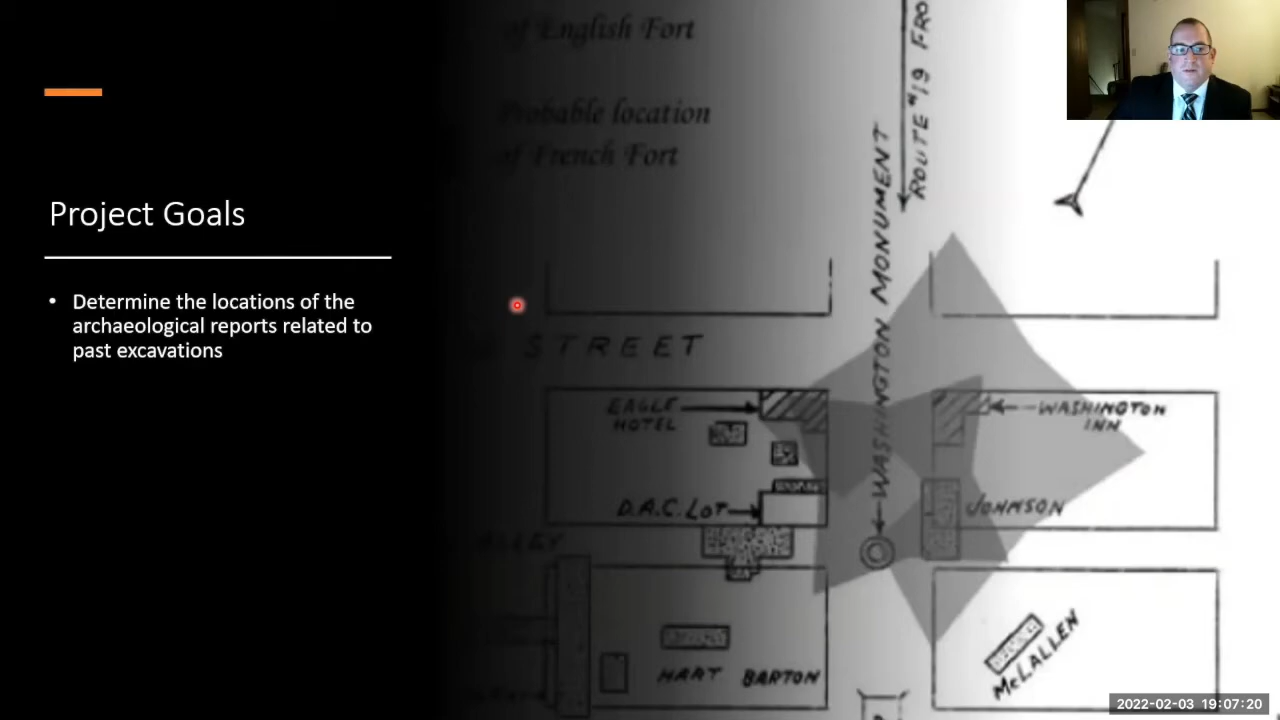 Project Goals
• Determine the locations of the
archaeological reports related to
past excavations
of English Fort
Probable location
of French Fort
ROUTE #19 FRO
WASHINGTON MONUMENT
STREET
EAGLE
HOTEL
WASHINGTON
INN
D.A.C. LOT
JOHNSON
ALLEY
HART BARTON
McLALLEN
2022-02-03 19:07:20